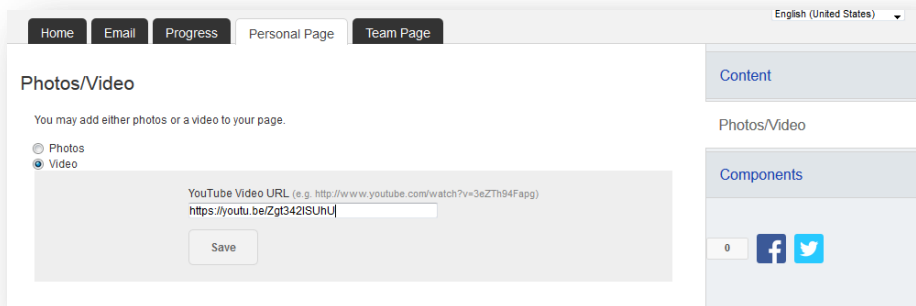 English (United States)
Home
Email
Progress
Personal Page
Team Page
Photos/Video
You may add either photos or a video to your page.
Photos
Video
YouTube Video URL (e.g. http://www.youtube.com/watch?v=3eZTh94Fapg)
https://youtu.be/Zgt342lSUhU
Save
Content
Photos/Video
Components
0